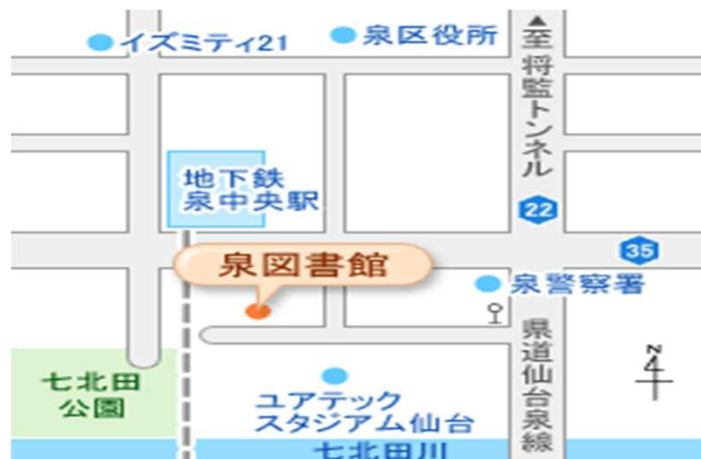 イズミティ21
泉区役所
▲至 将監トンネル
地下鉄
泉中央駅
22
35
泉図書館
泉警察署
県道仙台泉線
N
七北田
公園
ユアテック
スタジアム仙台
七北田川